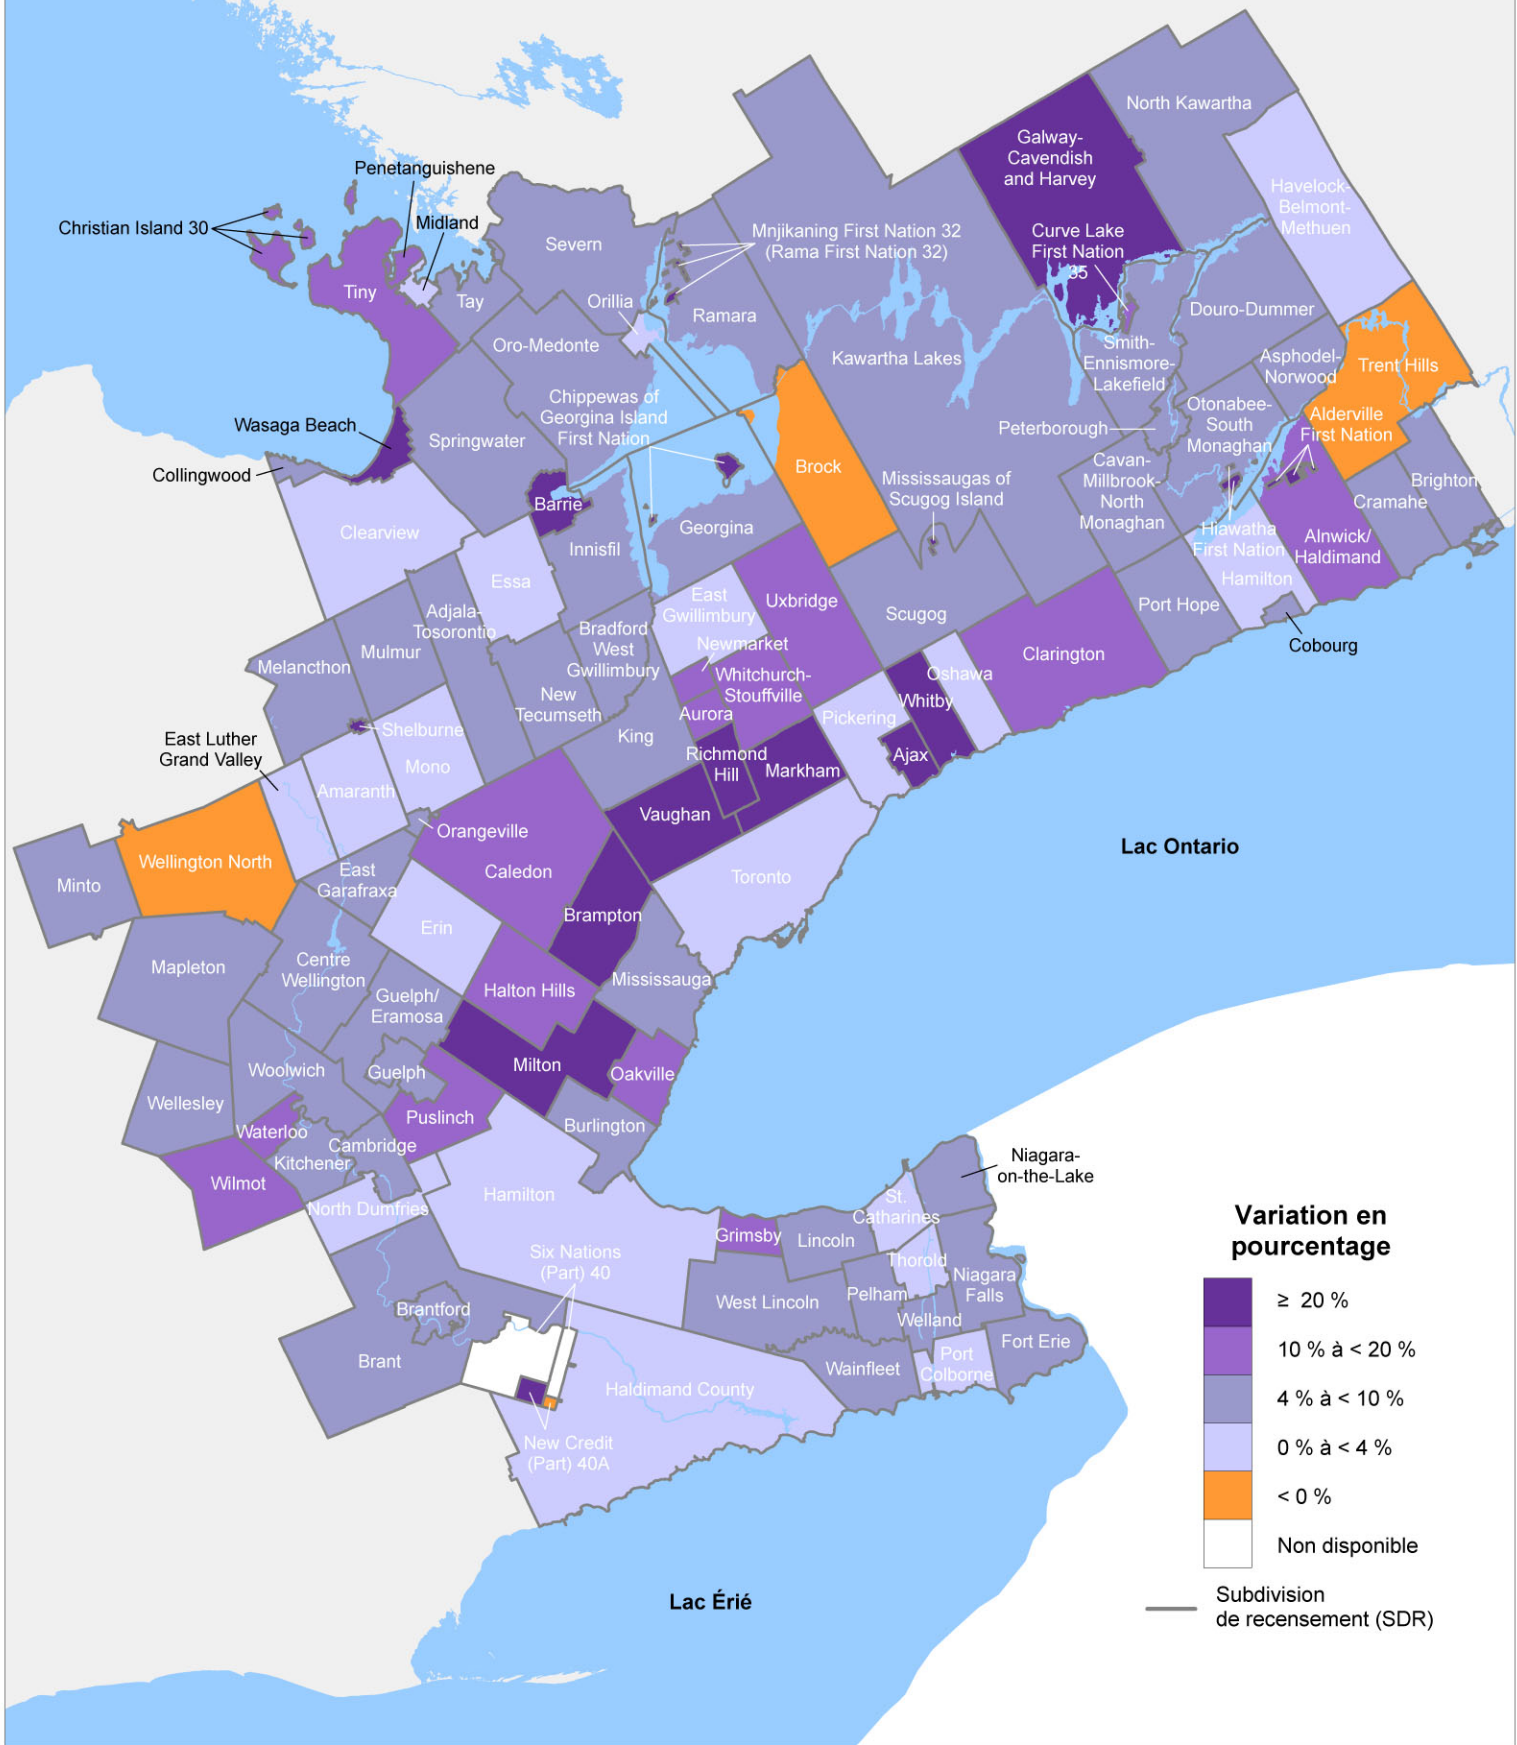 North Kawartha
Galway-
Cavendish
and Harvey
Penetanguishene
Havelock-
Belmont-
Methuen
Christian Island 30
Midland
Severn
Mnjikaning First Nation 32
(Rama First Nation 32)
Curve Lake
First Nation
35
Tiny
Tay
Orillia
Ramara
Douro-Dummer
Oro-Medonte
Kawartha Lakes
Smith-
Ennismore-
Lakefield
Asphodel-
Norwood
Trent Hills
Chippewas of
Georgina Island
First Nation
Wasaga Beach
Springwater
Peterborough
Otonabee-
South
Monaghan
Alderville
First Nation
Collingwood
Brock
Mississaugas of
Scugog Island
Cavan-
Millbrook-
North
Monaghan
Brighton
Cramahe
Barrie
Clearview
Georgina
Innisfil
Hiawatha
First Nation
Alnwick/
Haldimand
Essa
Hamilton
East
Gwillimbury
Uxbridge
Scugog
Port Hope
Cobourg
Adjala-
Tosorontio
Mulmur
Melancthon
Bradford
West
Gwillimbury
Newmarket
Whitchurch-
Stouffville
Clarington
Oshawa
Whitby
New
Tecumseth
Aurora
Pickering
Shelburne
King
East Luther
Grand Valley
Mono
Richmond
Hill
Markham
Ajax
Amaranth
Vaughan
Orangeville
Lac Ontario
Wellington North
Caledon
Toronto
Minto
East
Garafraxa
Brampton
Erin
Mapleton
Centre
Wellington
Mississauga
Halton Hills
Guelph/
Eramosa
Milton
Woolwich
Guelph
Oakville
Wellesley
Puslinch
Burlington
Waterloo
Cambridge
Kitchener
Wilmot
Niagara-
on-the-Lake
Hamilton
North Dumfries
St.
Catharines
Grimsby
Lincoln
Six Nations
(Part) 40
Thorold
Niagara
Falls
West Lincoln
Pelham
Brantford
Welland
Brant
Fort Erie
Port
Colborne
Wainfleet
Haldimand County
New Credit
(Part) 40A
Lac Érié
Variation en
pourcentage
≥ 20 %
10 % à < 20 %
4 % à < 10 %
0 % à < 4 %
< 0 %
Non disponible
Subdivision
de recensement (SDR)